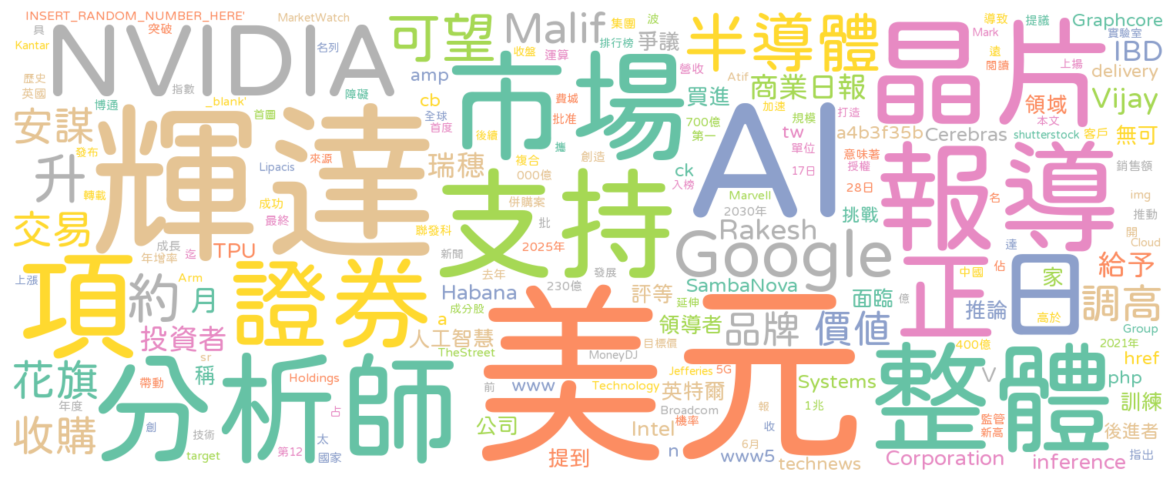 INSERT_RANDOM_NUMBER_HERE'
突破
MarketWatch
員
Kantar
NVIDIA
名列
可望
Malif
集團
波
收盤
排行榜
運算
爭議
營收
半導體
晶片
導致
提議
Mark
遠
閱讀
上揚
Graphcore
實驗室
IBD
歷史
英國
指數
障礙
amp
市場
Atif
商業日報
delivery
_blank'
博通
首圖
cb
全球
首度
費城
批准
買進
加速
規模
打造
領域
本文
Vijay
安謀
發布
輝達
後續
攜
700億
第一
tw
單位
a4b3f35b
Cerebras
shutterstock
客戶
無可
升
來源
Lipacis
瑞穗
複合
000億
創造
ck
入榜
AI
意味著
授權
17日
28日
報導
銷售額
img
轉載
成功
最終
併購案
支持
Marvell
2030年
挑戰
名
推動
開
交易
成長
年增率
迄
TPU
聯發科
新聞
批
2025年
Rakesh
Google
達
Cloud
上漲
Arm
去年
230億
發展
SambaNova
億
中國
佔
給予
項
約
月
證券
成分股
Habana
評等
延伸
面臨
正
日
家
調高
投資者
a
人工智慧
美元
目標價
領導者
品牌
價值
推論
高於
400億
Group
2021年
花旗
稱
sr
TheStreet
MoneyDJ
Jefferies
5G
整體
V
href
帶動
分析師
Holdings
前
www
Technology
英特爾
Systems
php
年度
占
Broadcom
機率
報
1兆
訓練
收購
創
技術
公司
Intel
收
監管
新高
後進者
target
第12
太
國家
提到
n
6月
www5
technews
Corporation
inference
指出